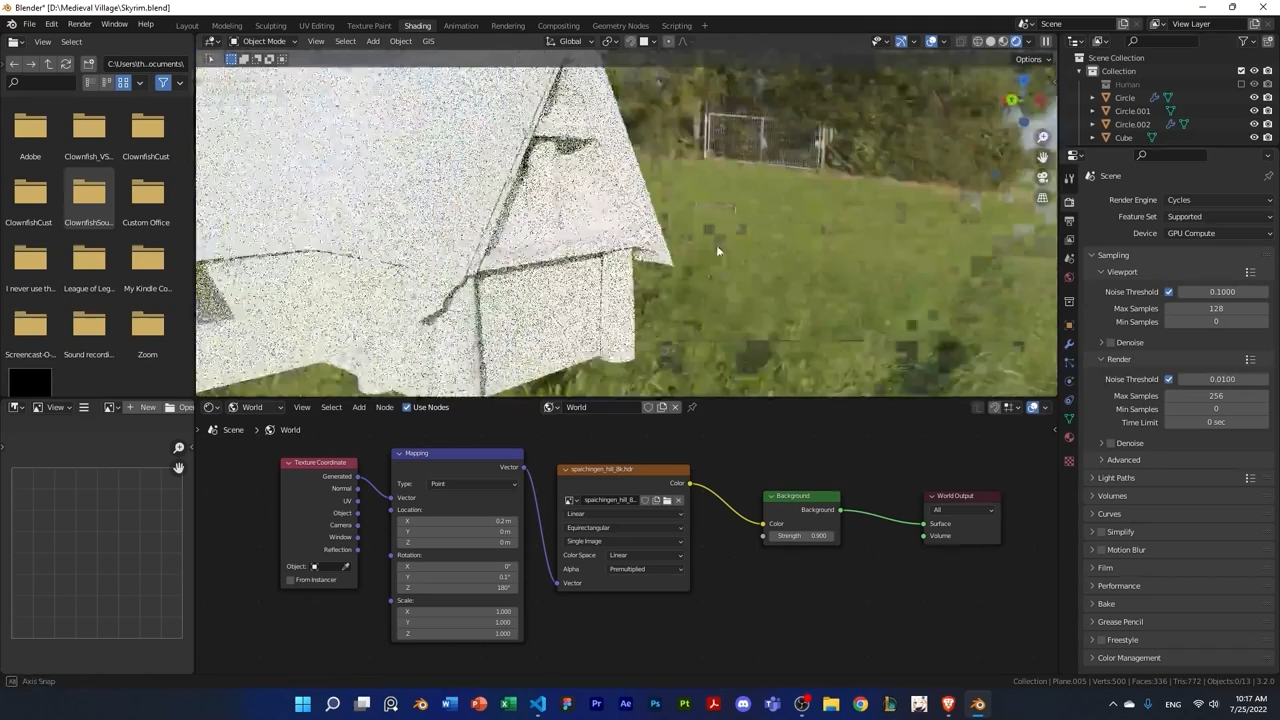 Blender* [D:\Medieval Village\Skyrim.blend]
File Edit Render Window Help
Layout Modeling Sculpting UV Editing Texture Paint Shading Animation Rendering Compositing Geometry Nodes Scripting +
Scene View Layer
View Select
Object Mode View Select Add Object GIS Global
Options
C:\Users\th..ocuments\
Adobe Clownfish_VS... ClownfishCust
ClownfishCust ClownfishSou... Custom Office
I never use th... League of Leg... My Kindle Co...
Screencast-O-... Sound recordi... Zoom
Scene Collection
Collection
Human
Circle
Circle.001
Circle.002
Cube
Scene
Render Engine Cycles
Feature Set Supported
Device GPU Compute
Sampling
Viewport
Noise Threshold 0.1000
Max Samples 128
Min Samples 0
Denoise
Render
Noise Threshold 0.0100
Max Samples 256
Min Samples 0
Time Limit 0 sec
Denoise
Advanced
Light Paths
Volumes
Curves
Simplify
Motion Blur
Film
Performance
Bake
Grease Pencil
Freestyle
Color Management
View + New Open
World View Select Add Node Use Nodes World
Scene > World
Texture Coordinate
Generated
Normal
UV
Object
Camera
Window
Reflection
Object:
From Instancer
Mapping
Vector
Type: Point
Vector
Location:
X 0.2 m
Y 0 m
Z 0 m
Rotation:
X 0°
Y 0.1°
Z 180°
Scale:
X 1.000
Y 1.000
Z 1.000
spaichingen_hill_8k.hdr
Color
spaichingen_hill_8...
Linear
Equirectangular
Single Image
Color Space Linear
Alpha Premultiplied
Vector
Background
Background
Color
Strength 0.900
World Output
All
Surface
Volume
Axis Snap
Collection | Plane.005 | Verts:500 | Faces:336 | Tris:772 | Objects:0/13 | 3.2.0
ENG
10:17 AM
7/25/2022